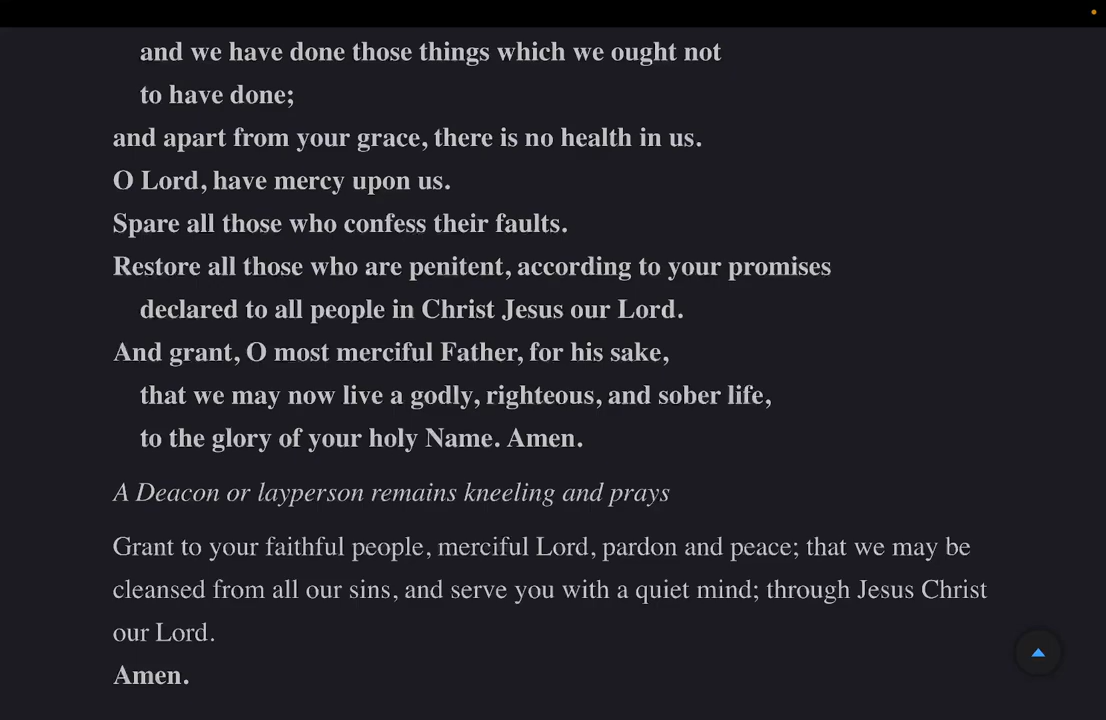 and we have done those things which we ought not
to have done;
and apart from your grace, there is no health in us.
O Lord, have mercy upon us.
Spare all those who confess their faults.
Restore all those who are penitent, according to your promises
declared to all people in Christ Jesus our Lord.
And grant, O most merciful Father, for his sake,
that we may now live a godly, righteous, and sober life,
to the glory of your holy Name. Amen.
A Deacon or layperson remains kneeling and prays
Grant to your faithful people, merciful Lord, pardon and peace; that we may be
cleansed from all our sins, and serve you with a quiet mind; through Jesus Christ
our Lord.
Amen.